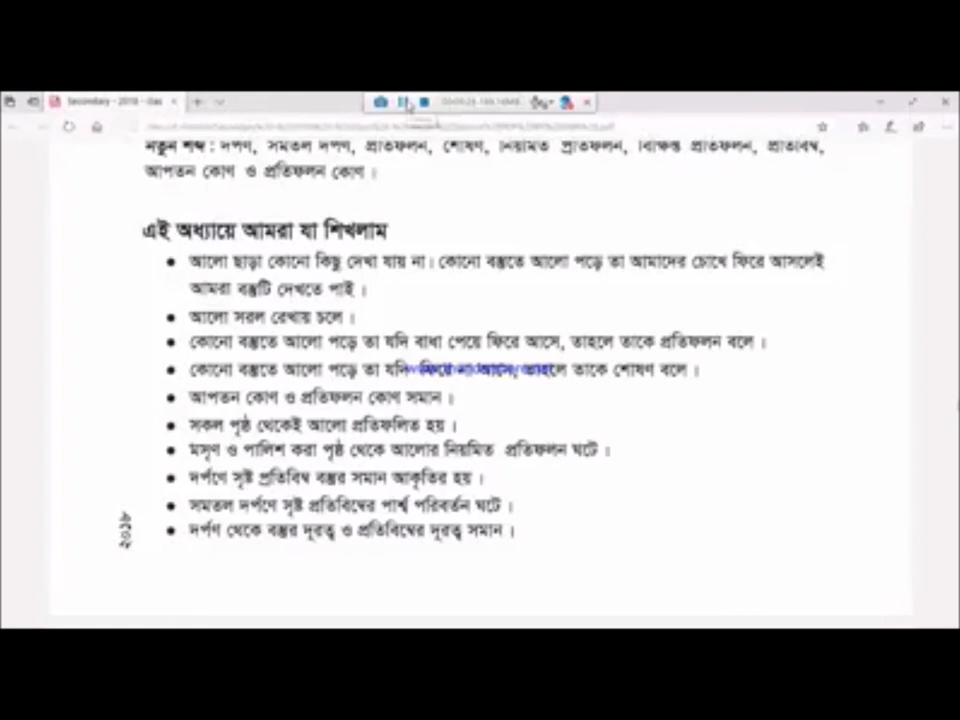 Secondary - 2018 -
নতুন শব্দ : দর্পণ, সমতল দর্পণ, প্রতিফলন, শোষণ, নিয়মিত প্রতিফলন, বিক্ষিপ্ত প্রতিফলন, প্রতিবিম্ব,
আপতন কোণ ও প্রতিফলন কোণ ।
এই অধ্যায়ে আমরা যা শিখলাম
● আলো ছাড়া কোনো কিছু দেখা যায় না। কোনো বস্তুতে আলো পড়ে তা আমাদের চোখে ফিরে আসলেই
আমরা বস্তুটি দেখতে পাই ।
● আলো সরল রেখায় চলে ।
● কোনো বস্তুতে আলো পড়ে তা যদি বাধা পেয়ে ফিরে আসে, তাহলে তাকে প্রতিফলন বলে ।
● কোনো বস্তুতে আলো পড়ে তা যদি ফিরে না আসে, তাহলে তাকে শোষণ বলে ।
● আপতন কোণ ও প্রতিফলন কোণ সমান ।
● সকল পৃষ্ঠ থেকেই আলো প্রতিফলিত হয় ।
● মসৃণ ও পালিশ করা পৃষ্ঠ থেকে আলোর নিয়মিত প্রতিফলন ঘটে ।
● দর্পণে সৃষ্ট প্রতিবিম্ব বস্তুর সমান আকৃতির হয় ।
● সমতল দর্পণে সৃষ্ট প্রতিবিম্বের পার্শ্ব পরিবর্তন ঘটে ।
● দর্পণ থেকে বস্তুর দূরত্ব ও প্রতিবিম্বের দূরত্ব সমান ।
২০১৮